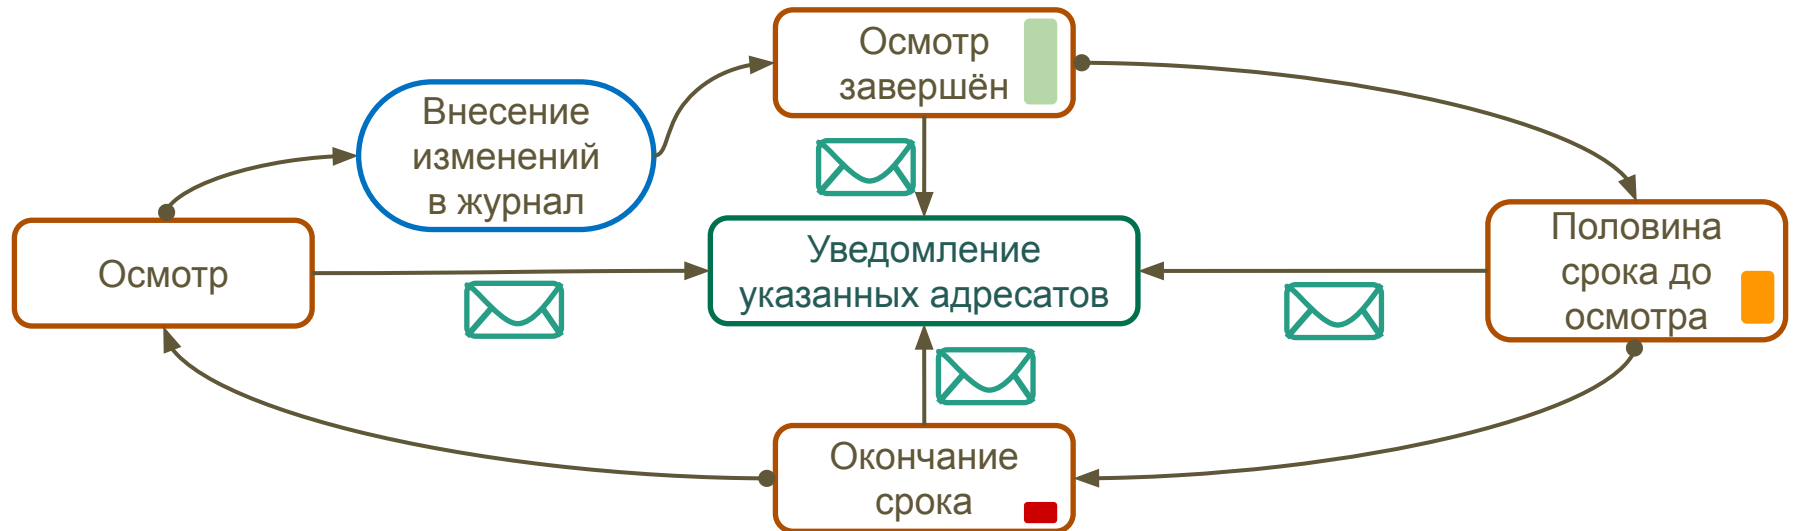 Осмотр
завершён
Внесение
изменений
в журнал
Осмотр
Уведомление
указанных адресатов
Половина
срока до
осмотра
Окончание
срока